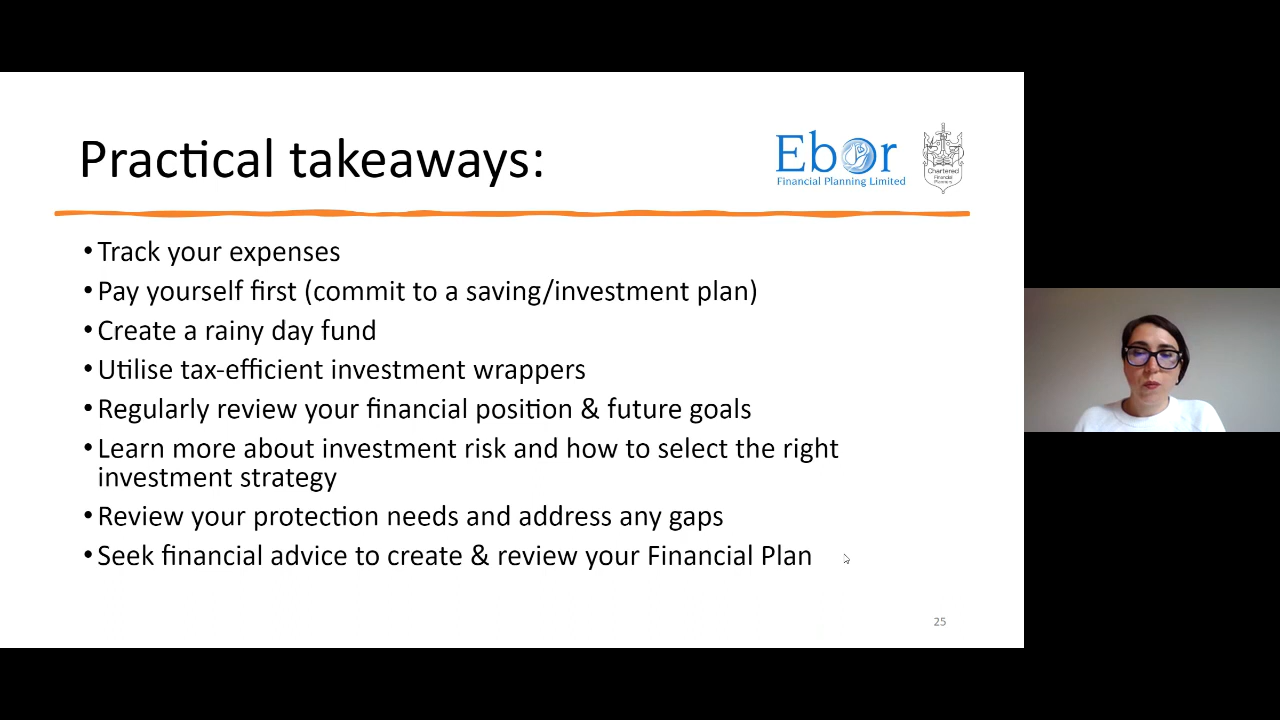 Practical takeaways:
Ebor
Financial Planning Limited
Chartered
Financial
Planners
•Track your expenses
•Pay yourself first (commit to a saving/investment plan)
•Create a rainy day fund
•Utilise tax-efficient investment wrappers
•Regularly review your financial position & future goals
•Learn more about investment risk and how to select the right
investment strategy
•Review your protection needs and address any gaps
•Seek financial advice to create & review your Financial Plan
25